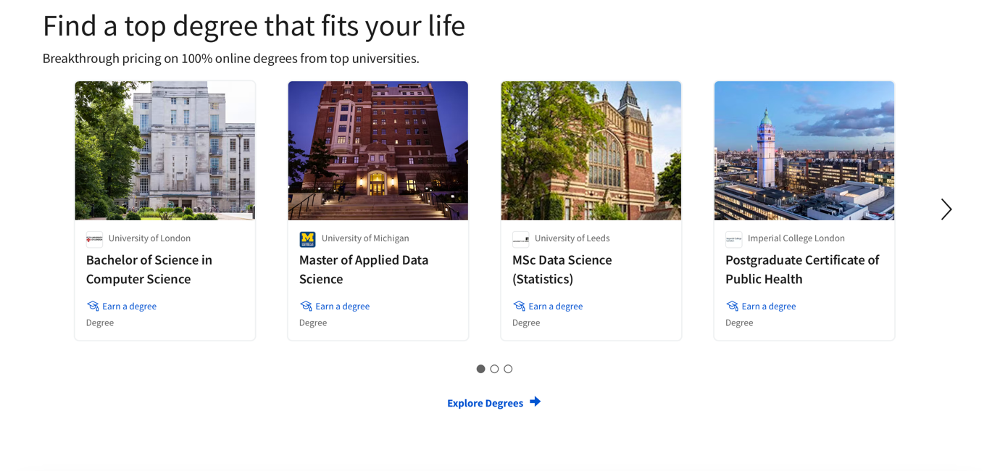 Find a top degree that fits your life
Breakthrough pricing on 100% online degrees from top universities.
University of London
Bachelor of Science in
Computer Science
Earn a degree
Degree
University of Michigan
Master of Applied Data
Science
Earn a degree
Degree
University of Leeds
MSc Data Science
(Statistics)
Earn a degree
Degree
Imperial College London
Postgraduate Certificate of
Public Health
Earn a degree
Degree
Explore Degrees